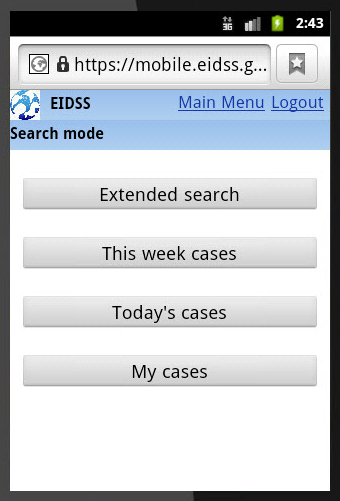 3G 2:43
https://mobile.eidss.g...
EIDSS Main Menu Logout
Search mode
Extended search
This week cases
Today's cases
My cases